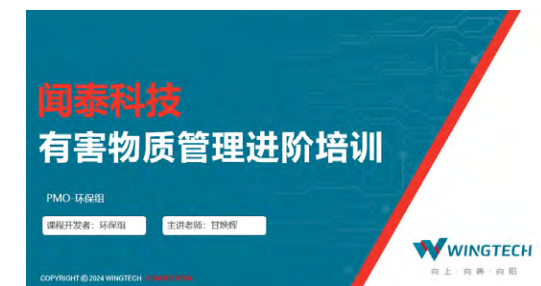 闻泰科技
有害物质管理进阶培训
PMO-环保组
课程开发者：环保组 主讲老师：甘焕辉
WINGTECH
向上·向善·向阳
COPYRIGHT @ 2024 WINGTECH